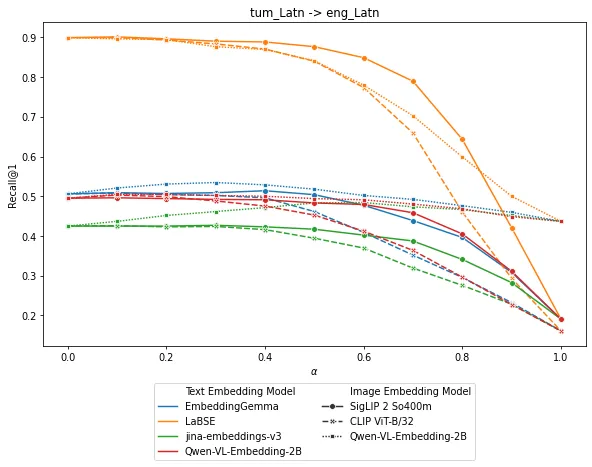 tum_Latn -> eng_Latn
0.9
0.8
0.7
0.6
0.5
0.4
0.3
0.2
Recall@1
0.0 0.2 0.4 0.6 0.8 1.0
α
Text Embedding Model Image Embedding Model
EmbeddingGemma SigLIP 2 So400m
LaBSE CLIP ViT-B/32
jina-embeddings-v3 Qwen-VL-Embedding-2B
Qwen-VL-Embedding-2B